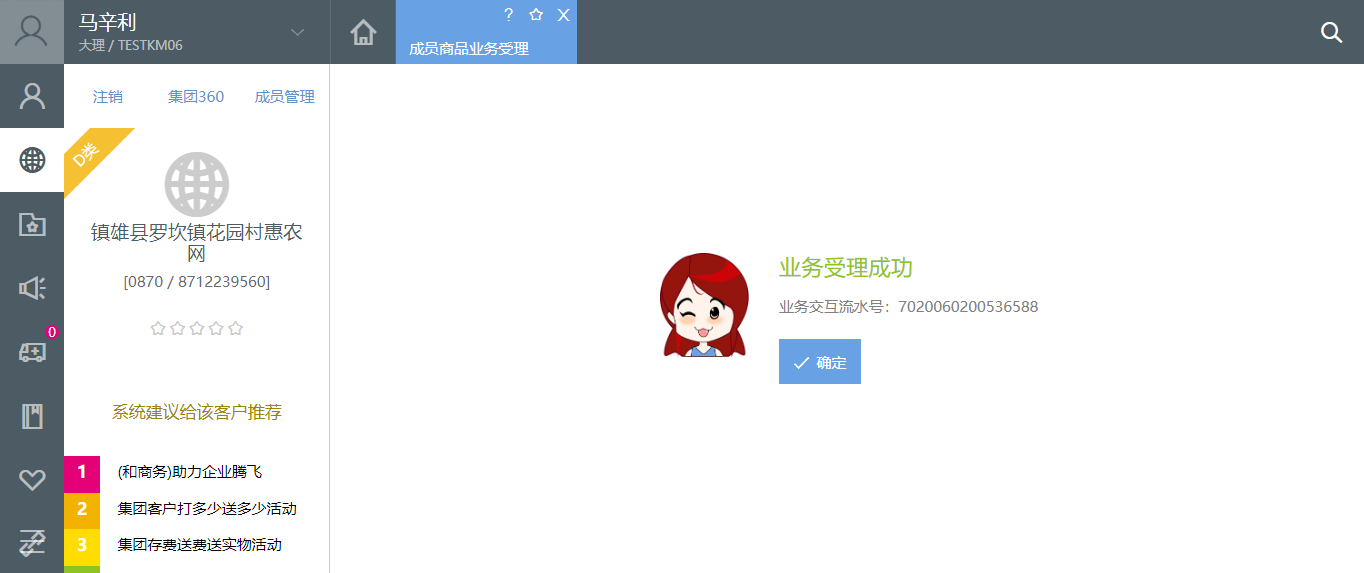 马辛利
大理 / TESTKM06
? X
成员商品业务受理
注销 集团360 成员管理
D类
镇雄县罗坎镇花园村惠农
网
[0870 / 8712239560]
0
系统建议给该客户推荐
1 (和商务)助力企业腾飞
2 集团客户打多少送多少活动
3 集团存费送费送实物活动
业务受理成功
业务交互流水号：7020060200536588
确定